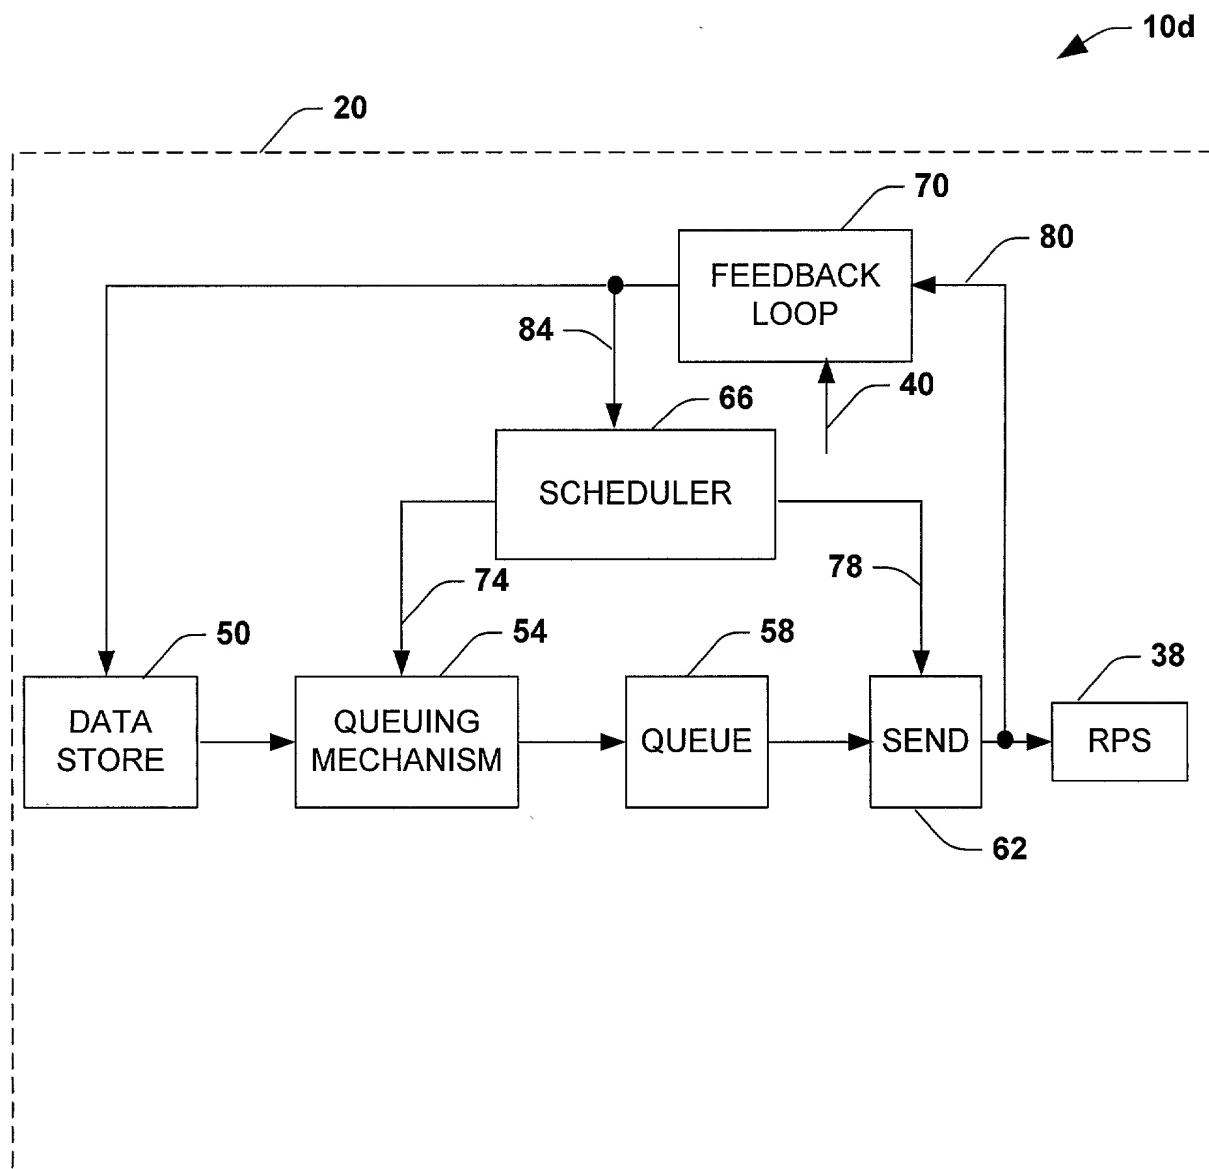 10d
20
70
80
FEEDBACK
LOOP
84
40
66
SCHEDULER
74
78
50
54
58
38
DATA
STORE
QUEUING
MECHANISM
QUEUE
SEND
RPS
62